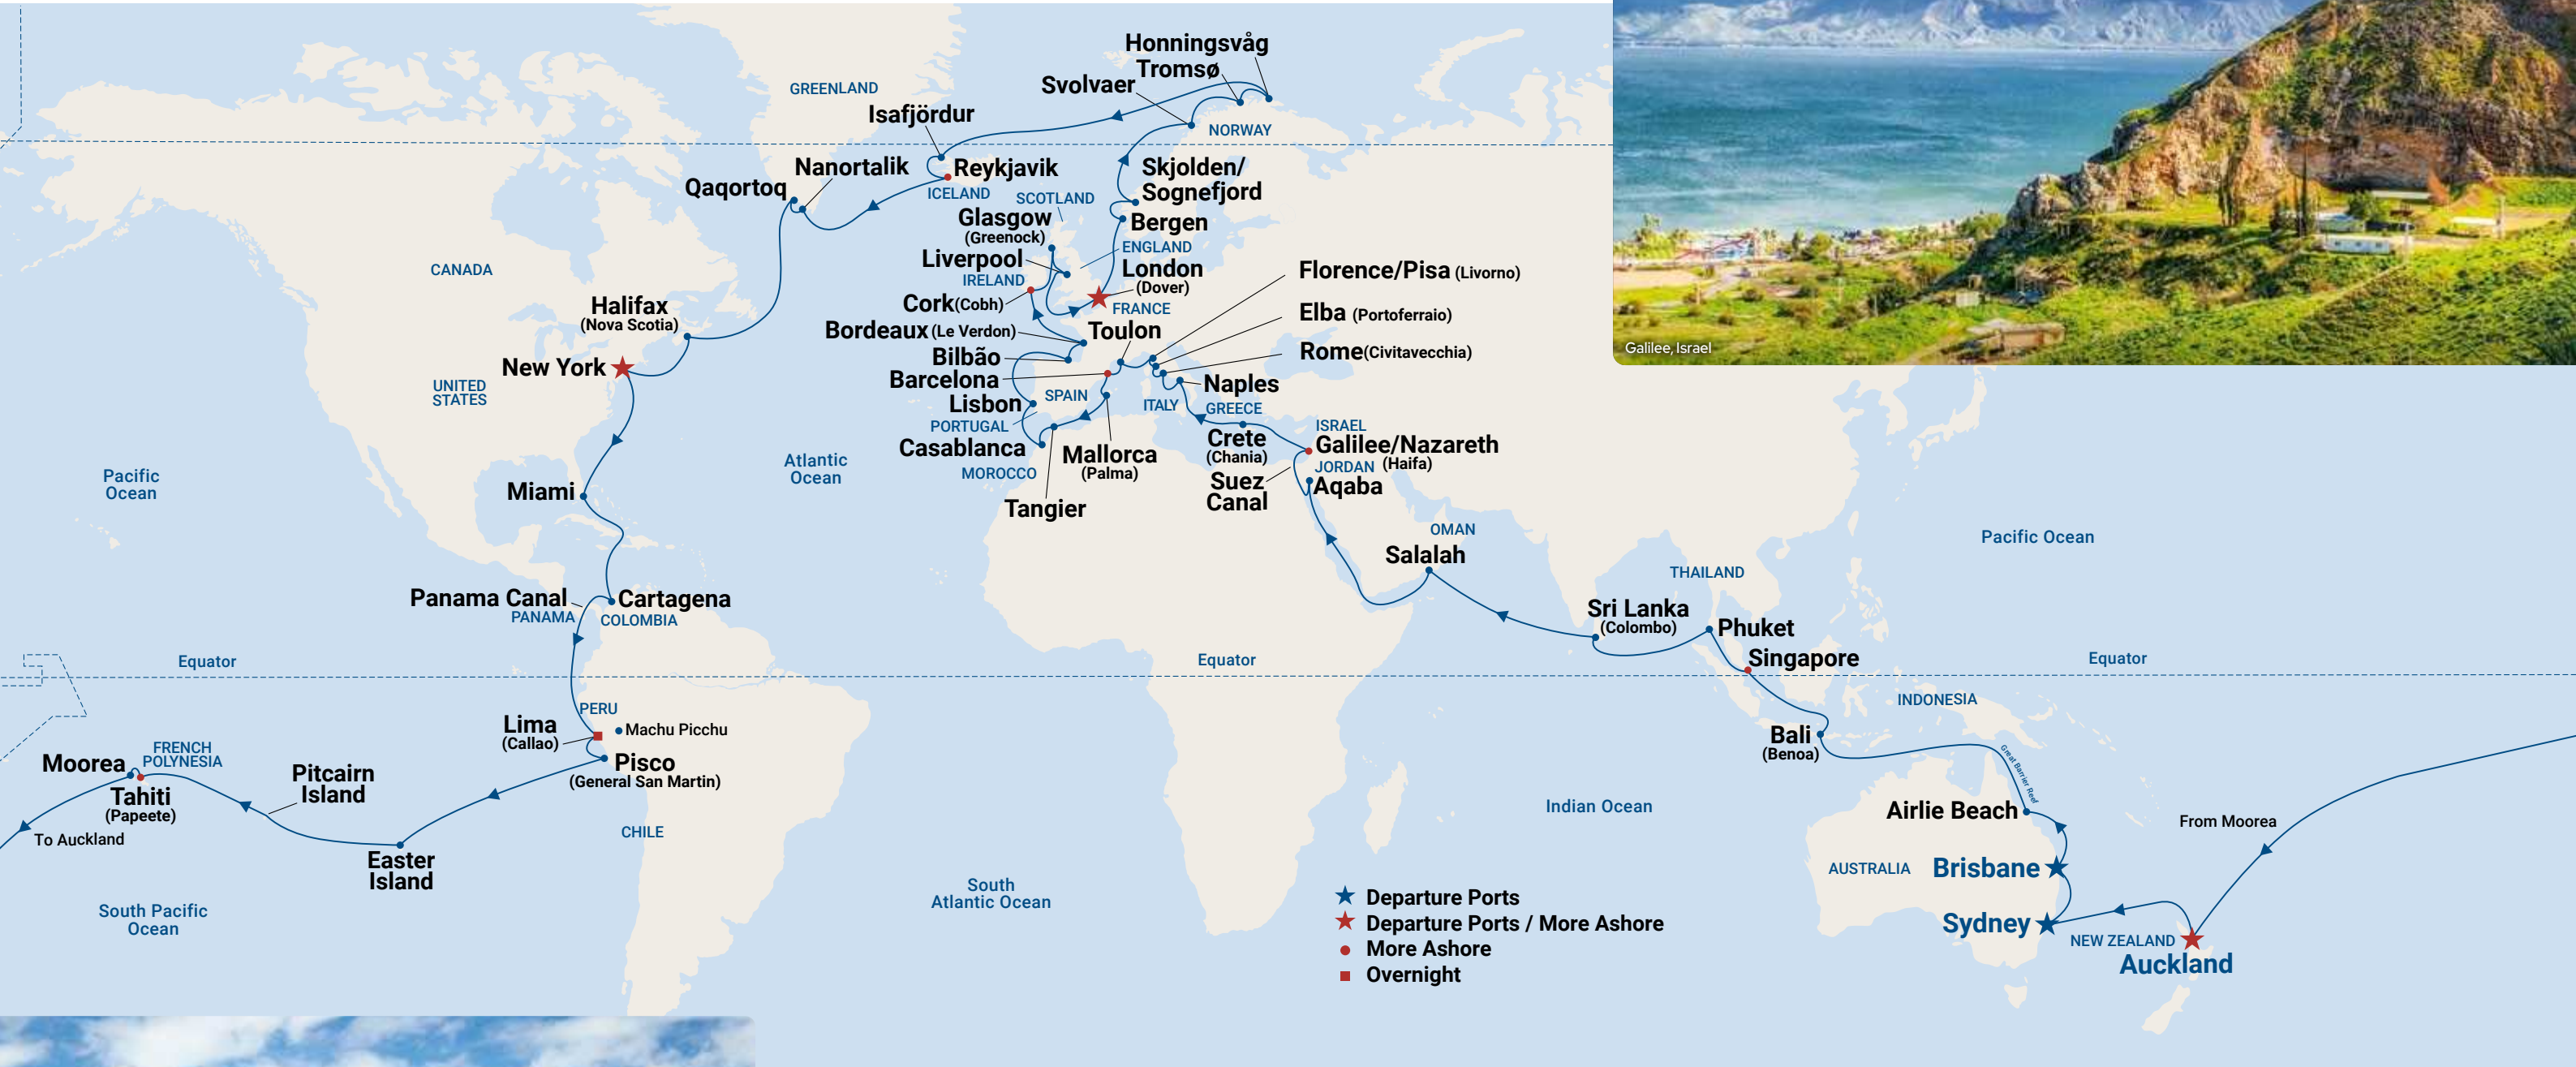 Honningsvåg
Tromsø
Svolvaer
GREENLAND
Isafjördur
NORWAY
Nanortalik
Reykjavik
Skjolden/
Sognefjord
Qaqortoq
ICELAND
SCOTLAND
Glasgow
(Greenock)
Bergen
ENGLAND
Liverpool
London
(Dover)
IRELAND
CANADA
Florence/Pisa (Livorno)
Cork(Cobh)
FRANCE
Halifax
(Nova Scotia)
Elba (Portoferraio)
Bordeaux (Le Verdon)
Toulon
Galilee, Israel
Bilbão
Rome(Civitavecchia)
New York
Barcelona
UNITED
STATES
Naples
SPAIN
Lisbon
ITALY
GREECE
PORTUGAL
ISRAEL
Casablanca
Crete
(Chania)
Galilee/Nazareth
(Haifa)
Mallorca
(Palma)
MOROCCO
JORDAN
Atlantic
Ocean
Pacific
Ocean
Suez
Canal
Aqaba
Miami
Tangier
OMAN
Pacific Ocean
Salalah
THAILAND
Panama Canal
PANAMA
Cartagena
COLOMBIA
Sri Lanka
(Colombo)
Phuket
Singapore
Equator
Equator
Equator
INDONESIA
PERU
Lima
(Callao)
Machu Picchu
Bali
(Benoa)
FRENCH
POLYNESIA
Moorea
Pisco
(General San Martin)
Great Barrier Reef
Pitcairn
Island
Tahiti
(Papeete)
Indian Ocean
Airlie Beach
From Moorea
To Auckland
CHILE
Easter
Island
AUSTRALIA
Brisbane
South
Atlantic Ocean
South Pacific
Ocean
Departure Ports
Departure Ports / More Ashore
More Ashore
Overnight
Sydney
NEW ZEALAND
Auckland